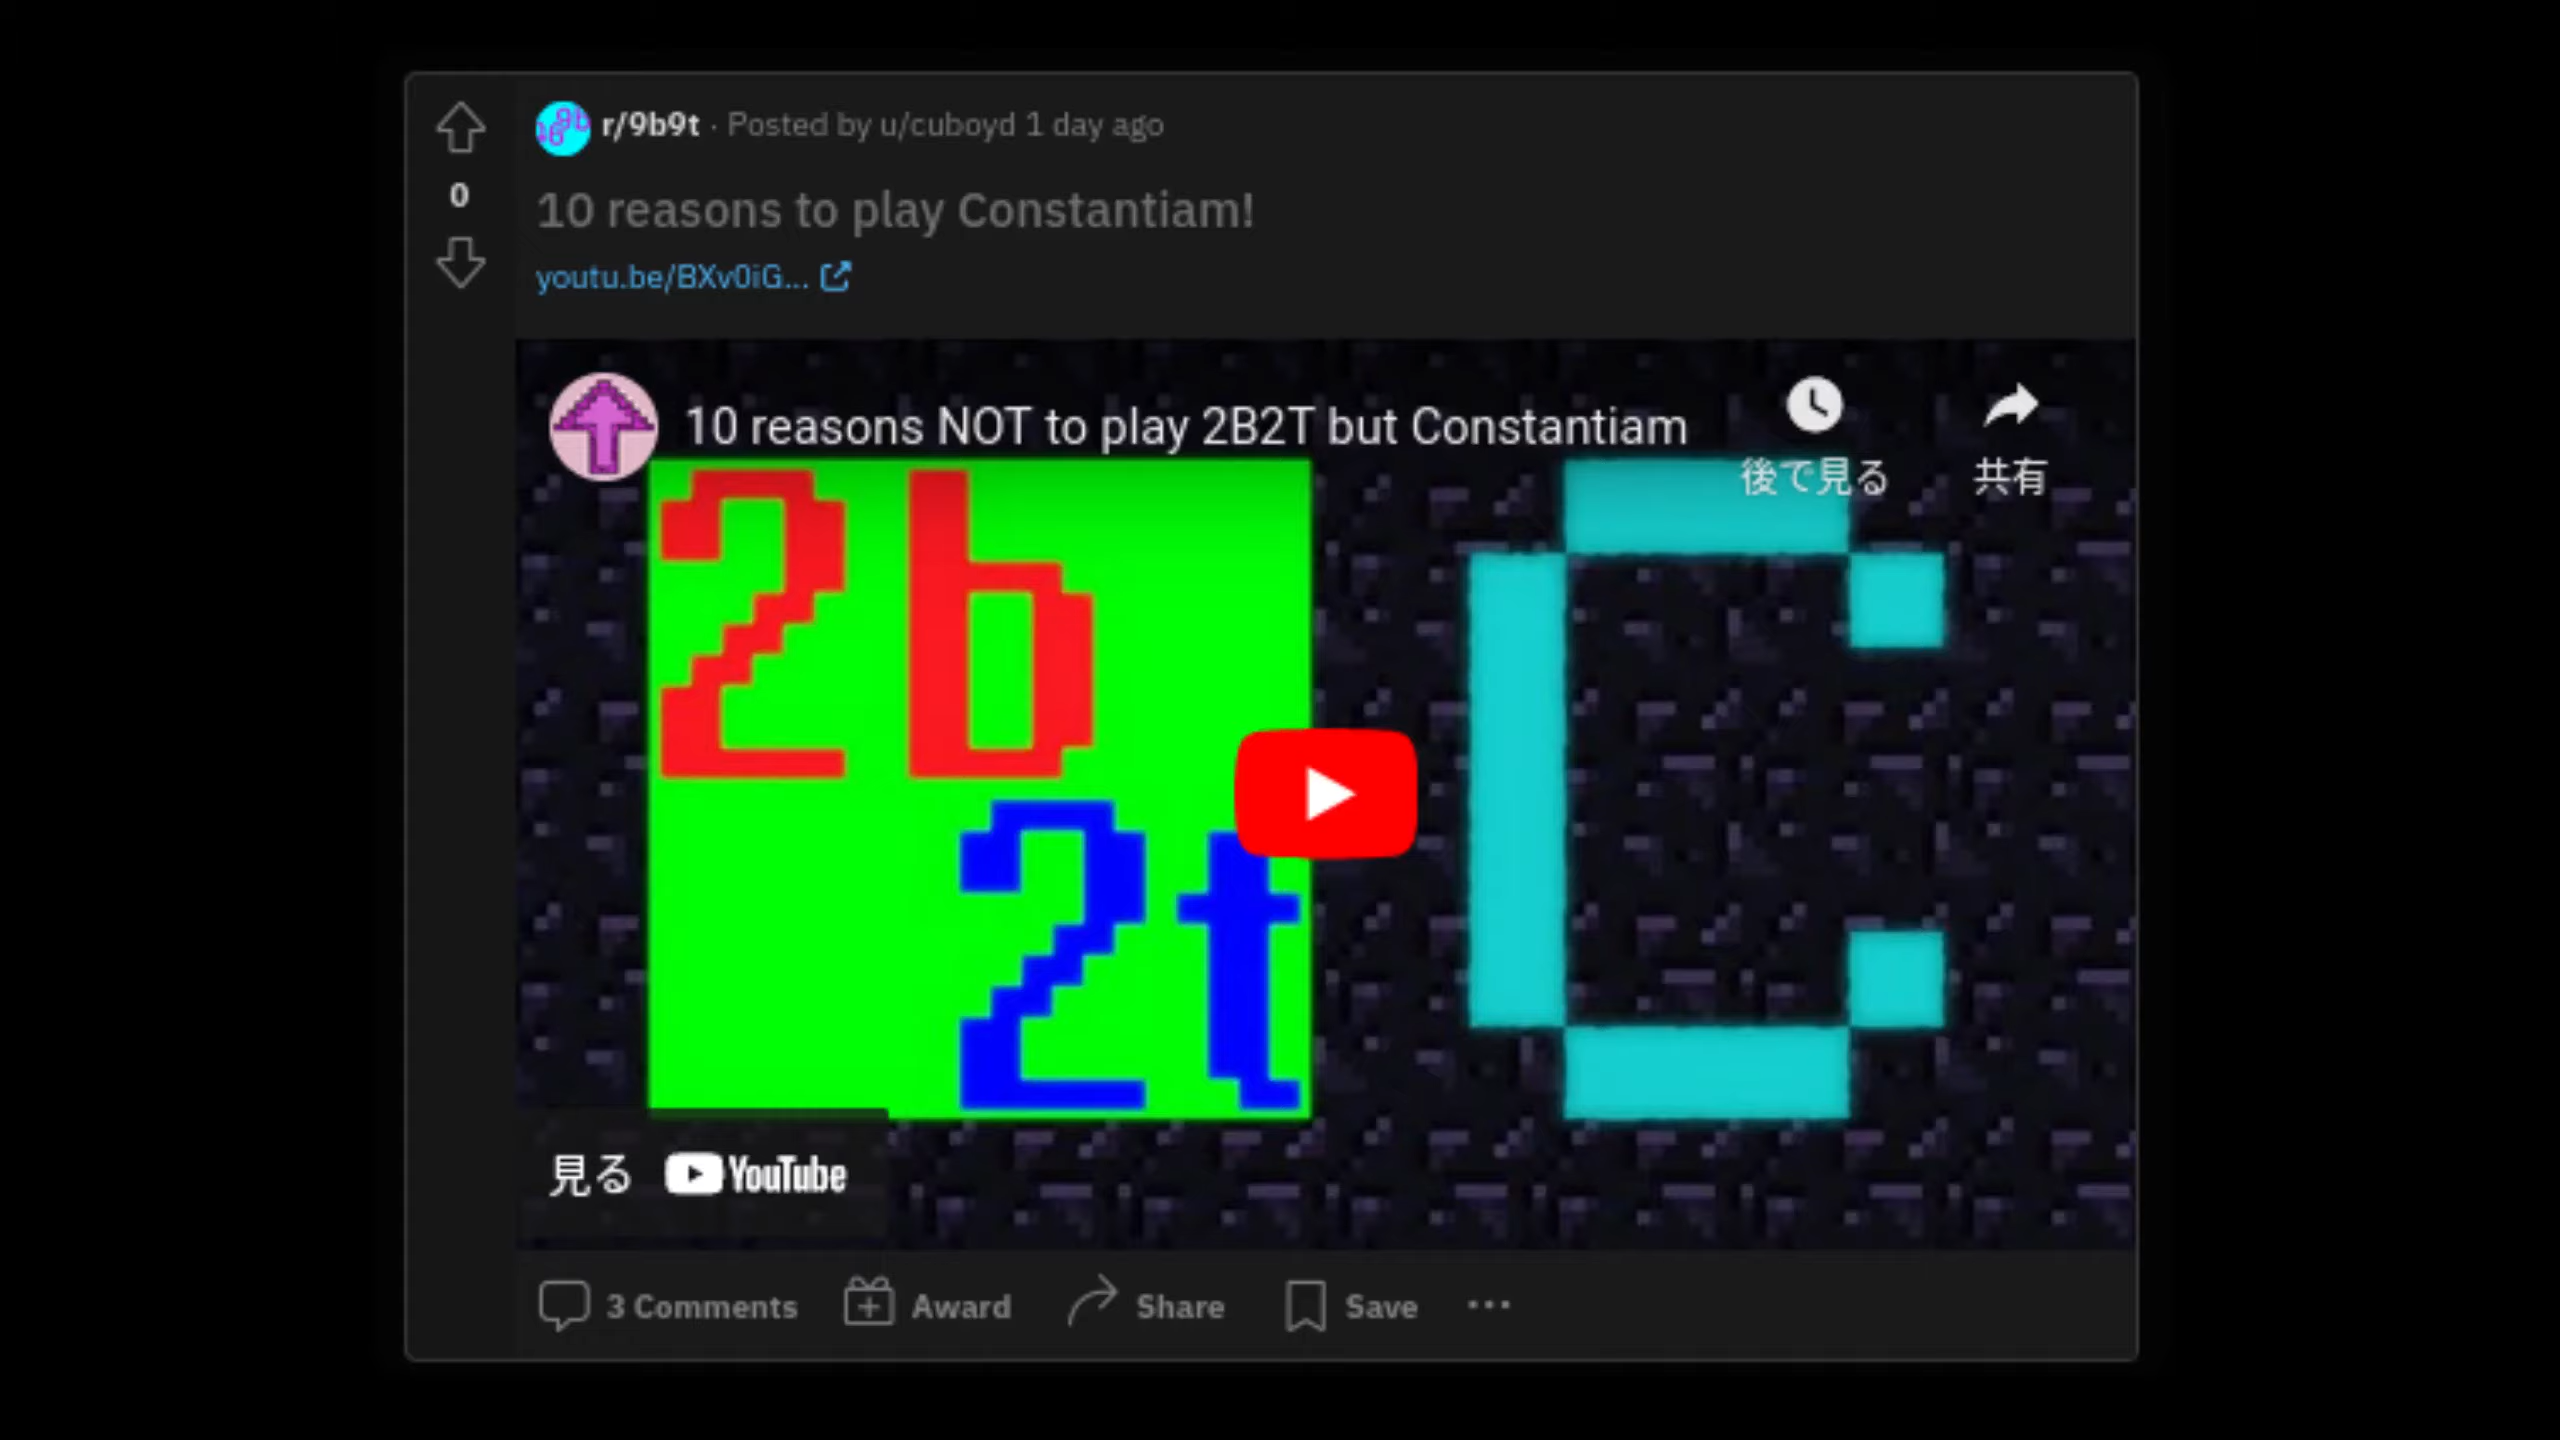 r/9b9t · Posted by u/cuboyd 1 day ago
0
10 reasons to play Constantiam!
youtu.be/BXv0iG...
10 reasons NOT to play 2B2T but Constantiam
後で見る
共有
2b
2t
C
見る YouTube
3 Comments Award Share Save ...